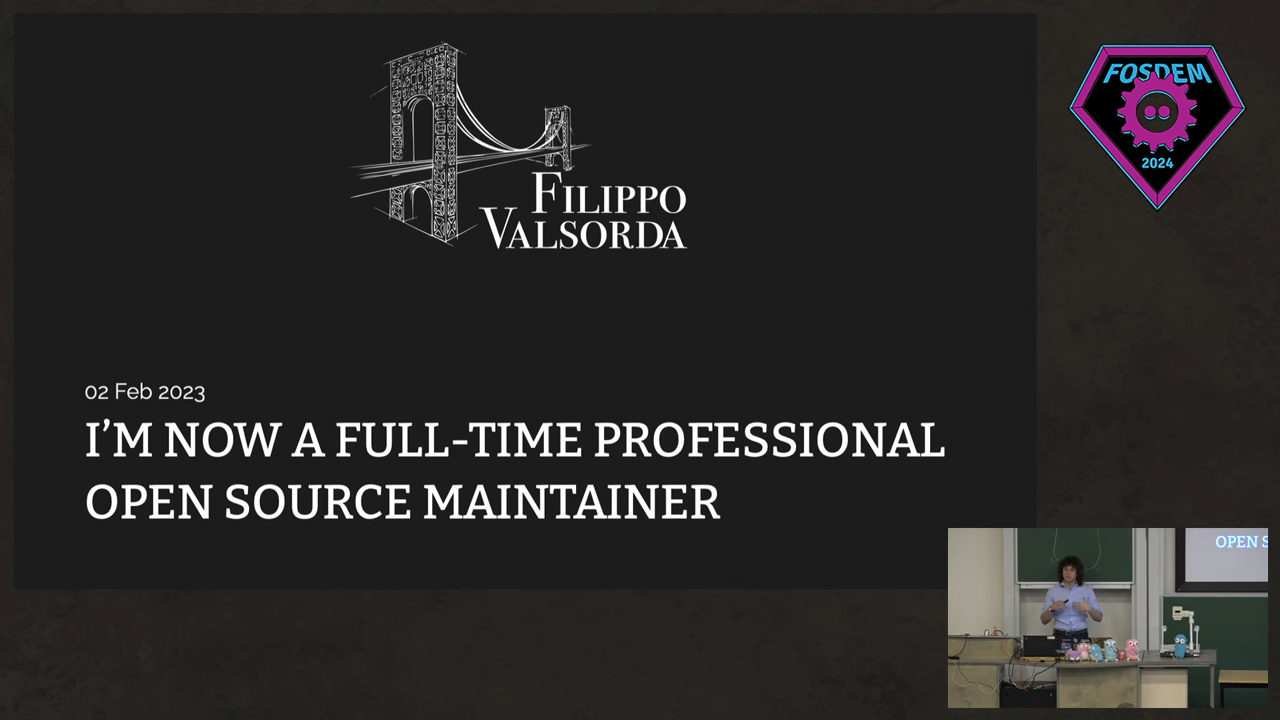 FILIPPO
VALSORDA
02 Feb 2023
I'M NOW A FULL-TIME PROFESSIONAL
OPEN SOURCE MAINTAINER
FOSDEM
2024
OPEN S